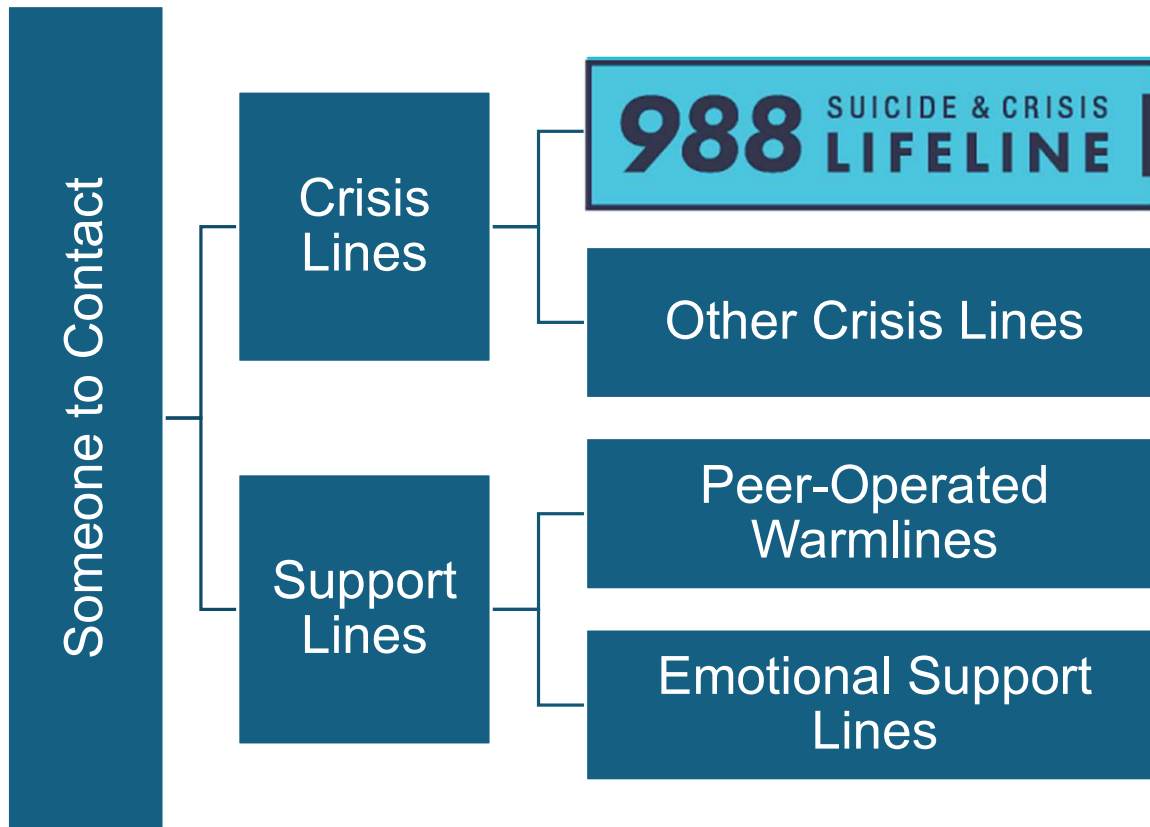 Someone to Contact
Crisis
Lines
988 SUICIDE & CRISIS
LIFELINE
Other Crisis Lines
Support
Lines
Peer-Operated
Warmlines
Emotional Support
Lines